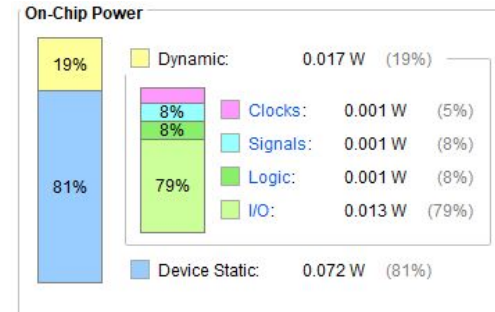 On-Chip Power
19%
81%
Dynamic: 0.017 W (19%)
8%
8%
79%
Clocks: 0.001 W (5%)
Signals: 0.001 W (8%)
Logic: 0.001 W (8%)
I/O: 0.013 W (79%)
Device Static: 0.072 W (81%)